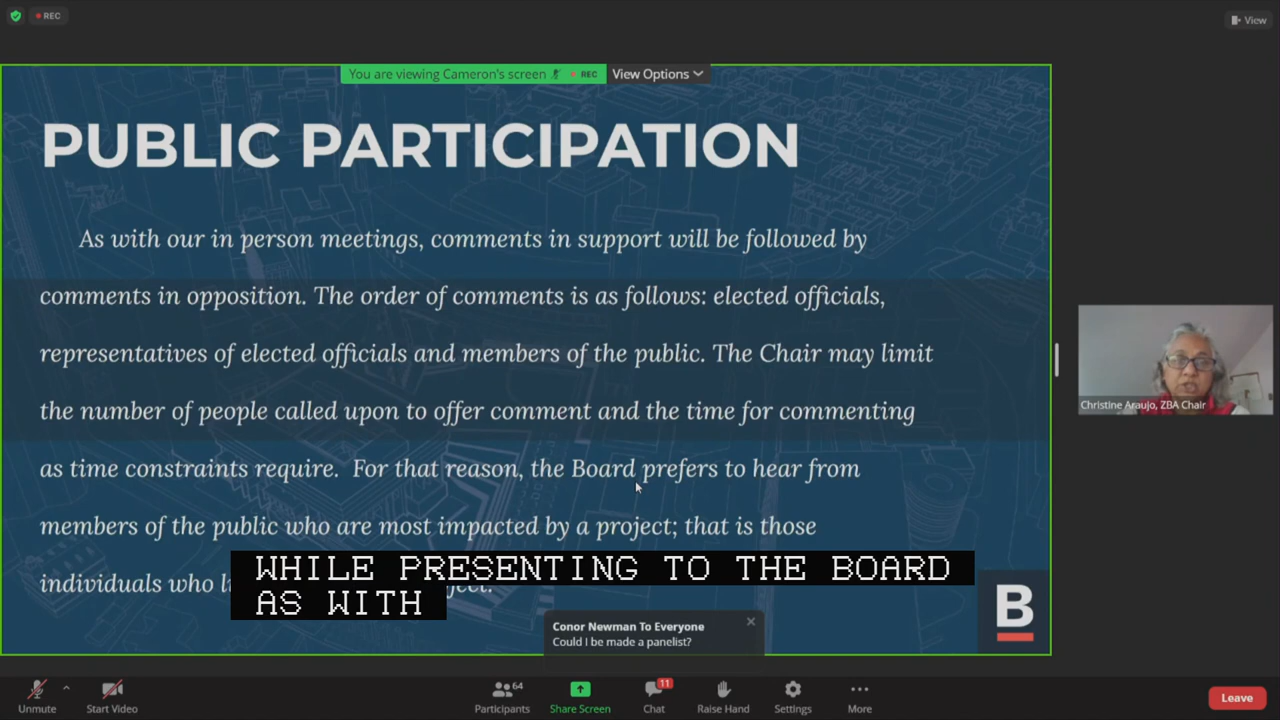 REC
View
You are viewing Cameron's screen
REC
View Options
PUBLIC PARTICIPATION
As with our in person meetings, comments in support will be followed by
comments in opposition. The order of comments is as follows: elected officials,
representatives of elected officials and members of the public. The Chair may limit
the number of people called upon to offer comment and the time for commenting
as time constraints require. For that reason, the Board prefers to hear from
members of the public who are most impacted by a project; that is those
individuals who
WHILE PRESENTING TO THE BOARD
AS WITH
B
Conor Newman To Everyone
Could I be made a panelist?
Christine Araujo, ZBA Chair
Unmute
Start Video
64
Participants
Share Screen
11
Chat
Raise Hand
Settings
More
Leave